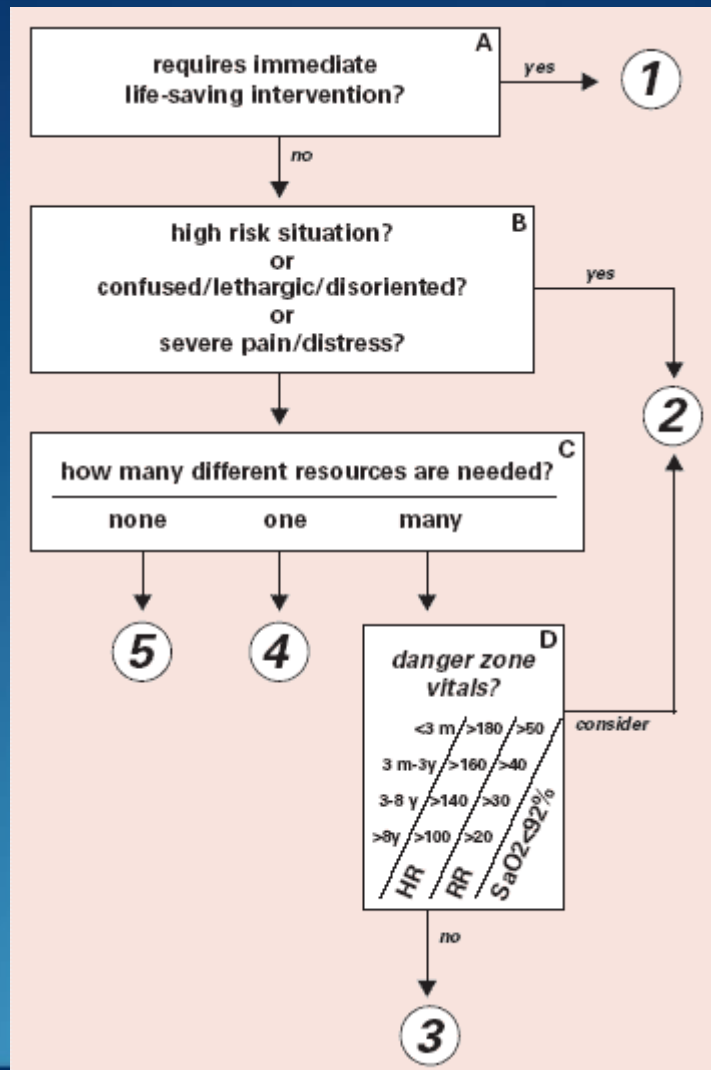 A
requires immediate
life-saving intervention?
yes
1
no
B
high risk situation?
or
confused/lethargic/disoriented?
or
severe pain/distress?
yes
2
C
how many different resources are needed?
none one many
5 4
D
danger zone
vitals?
<3 m >180 >50
3 m-3y >160 >40
3-8 y >140 >30
>8y >100 >20
HR RR SaO2<92%
consider
no
3